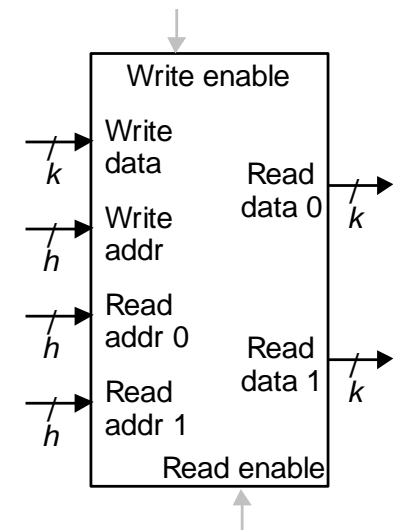 Write enable
Write
data
k
Write
addr
h
Read
addr 0
h
Read
addr 1
h
Read
data 0
k
Read
data 1
k
Read enable